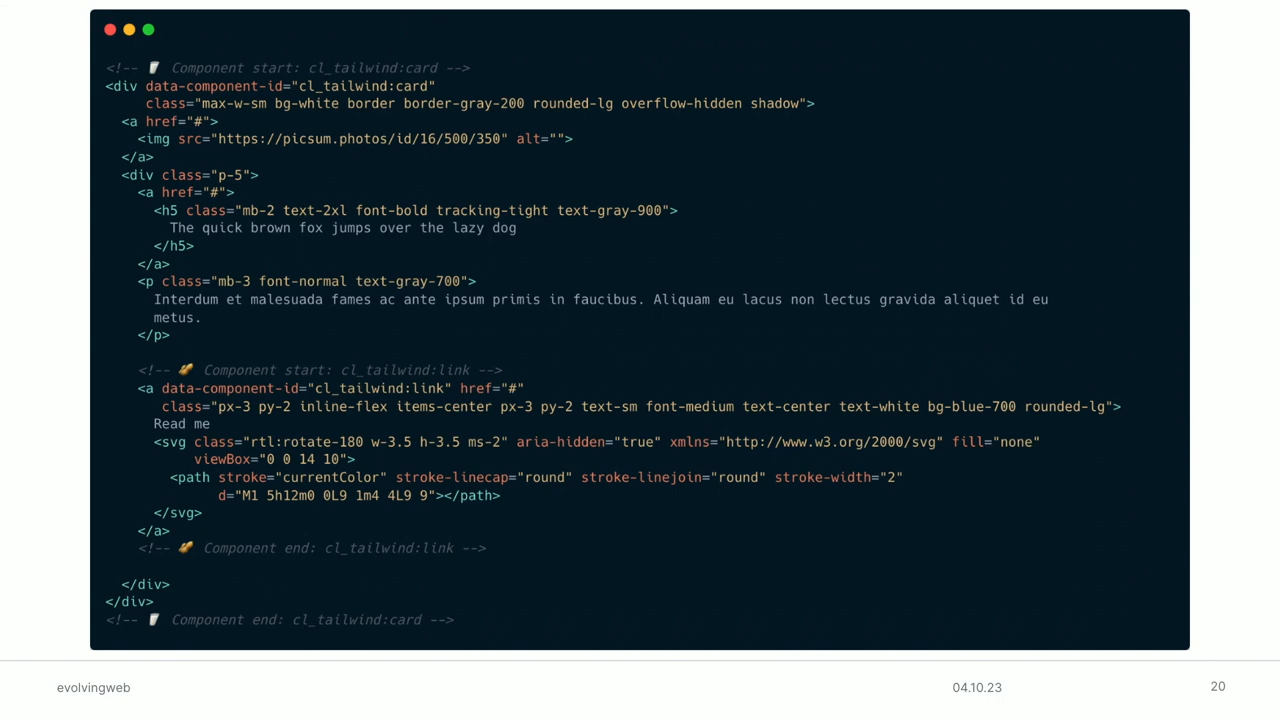 <!-- 🥛 Component start: cl_tailwind:card -->
<div data-component-id="cl_tailwind:card"
class="max-w-sm bg-white border border-gray-200 rounded-lg overflow-hidden shadow">
<a href="#">
<img src="https://picsum.photos/id/16/500/350" alt="">
</a>
<div class="p-5">
<a href="#">
<h5 class="mb-2 text-2xl font-bold tracking-tight text-gray-900">
The quick brown fox jumps over the lazy dog
</h5>
</a>
<p class="mb-3 font-normal text-gray-700">
Interdum et malesuada fames ac ante ipsum primis in faucibus. Aliquam eu lacus non lectus gravida aliquet id eu
metus.
</p>
<!-- 🥜 Component start: cl_tailwind:link -->
<a data-component-id="cl_tailwind:link" href="#"
class="px-3 py-2 inline-flex items-center px-3 py-2 text-sm font-medium text-center text-white bg-blue-700 rounded-lg">
Read me
<svg class="rtl:rotate-180 w-3.5 h-3.5 ms-2" aria-hidden="true" xmlns="http://www.w3.org/2000/svg" fill="none"
viewBox="0 0 14 10">
<path stroke="currentColor" stroke-linecap="round" stroke-linejoin="round" stroke-width="2"
d="M1 5h12m0 0L9 1m4 4L9 9"></path>
</svg>
</a>
<!-- 🥜 Component end: cl_tailwind:link -->
</div>
</div>
<!-- 🥛 Component end: cl_tailwind:card -->
evolvingweb
04.10.23
20